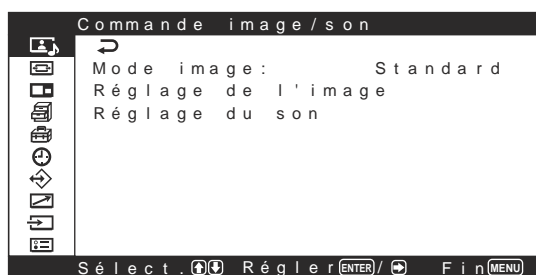 Commande image/son
Mode image: Standard
Réglage de l'image
Réglage du son
Sélect. Régler ENTER / Fin MENU